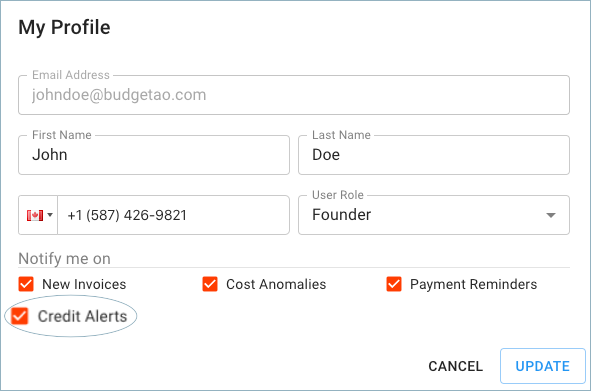 My Profile
Email Address
johndoe@budgetao.com
First Name
John
Last Name
Doe
+1 (587) 426-9821
User Role
Founder
Notify me on
New Invoices
Cost Anomalies
Payment Reminders
Credit Alerts
CANCEL
UPDATE